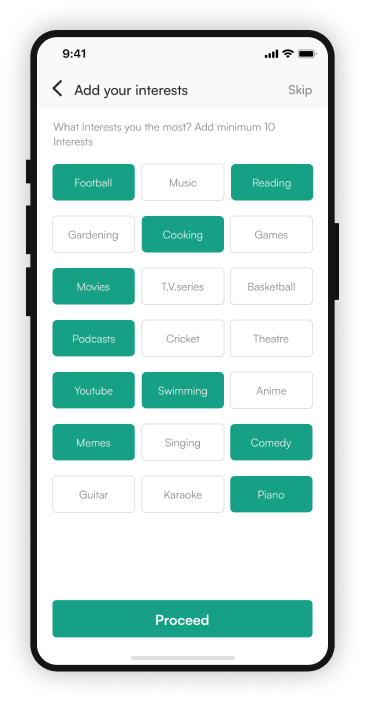 9:41
Add your interests Skip
What Interests you the most? Add minimum 10
Interests
Football Music Reading
Gardening Cooking Games
Movies T.V.series Basketball
Podcasts Cricket Theatre
Youtube Swimming Anime
Memes Singing Comedy
Guitar Karaoke Piano
Proceed